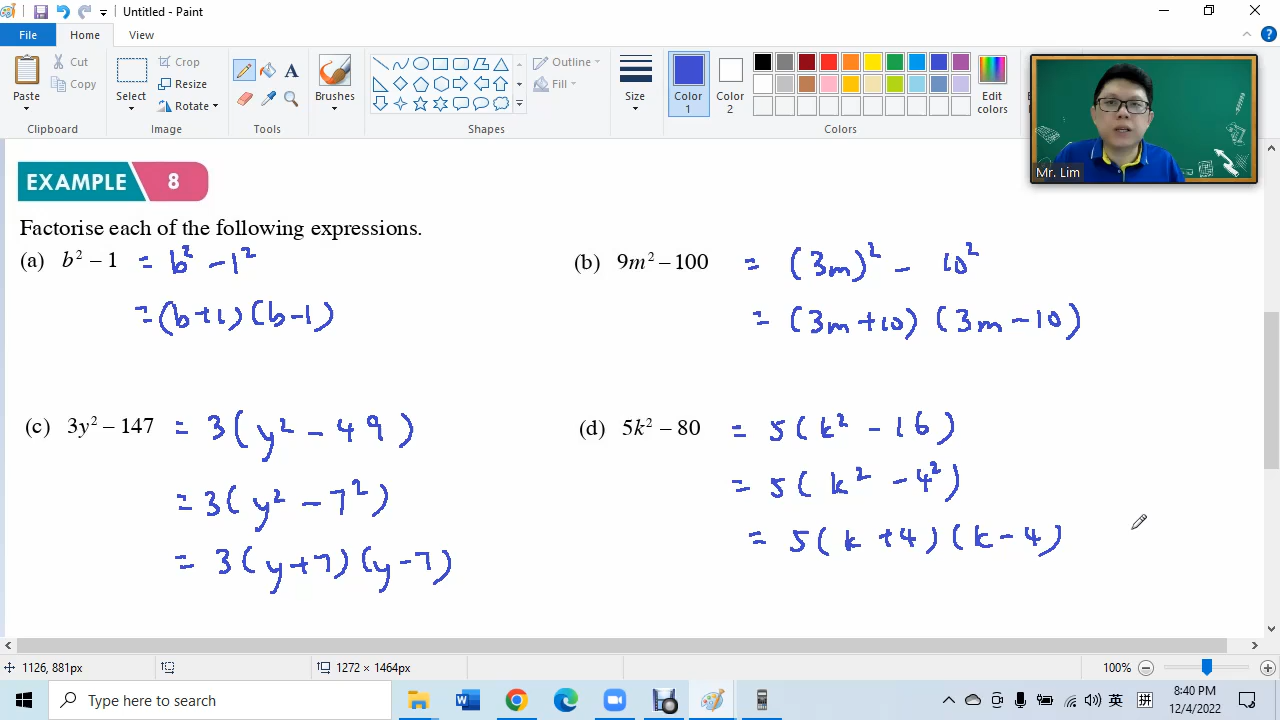 Untitled - Paint
File Home View
Paste Cut Copy Clipboard
Select Crop Resize Rotate Image
Tools
Brushes
Outline Fill Shapes
Size
Color 1 Color 2 Edit colors Colors
Mr. Lim
EXAMPLE 8
Factorise each of the following expressions.
(a) b² − 1 = b² − 1²
= (b+1)(b−1)
(b) 9m² − 100 = (3m)² − 10²
= (3m+10)(3m−10)
(c) 3y² − 147 = 3(y² − 49)
= 3(y² − 7²)
= 3(y+7)(y−7)
(d) 5k² − 80 = 5(k² − 16)
= 5(k² − 4²)
= 5(k+4)(k−4)
1126, 881px 1272 × 1464px 100%
Type here to search
英 拼 8:40 PM
12/4/2022